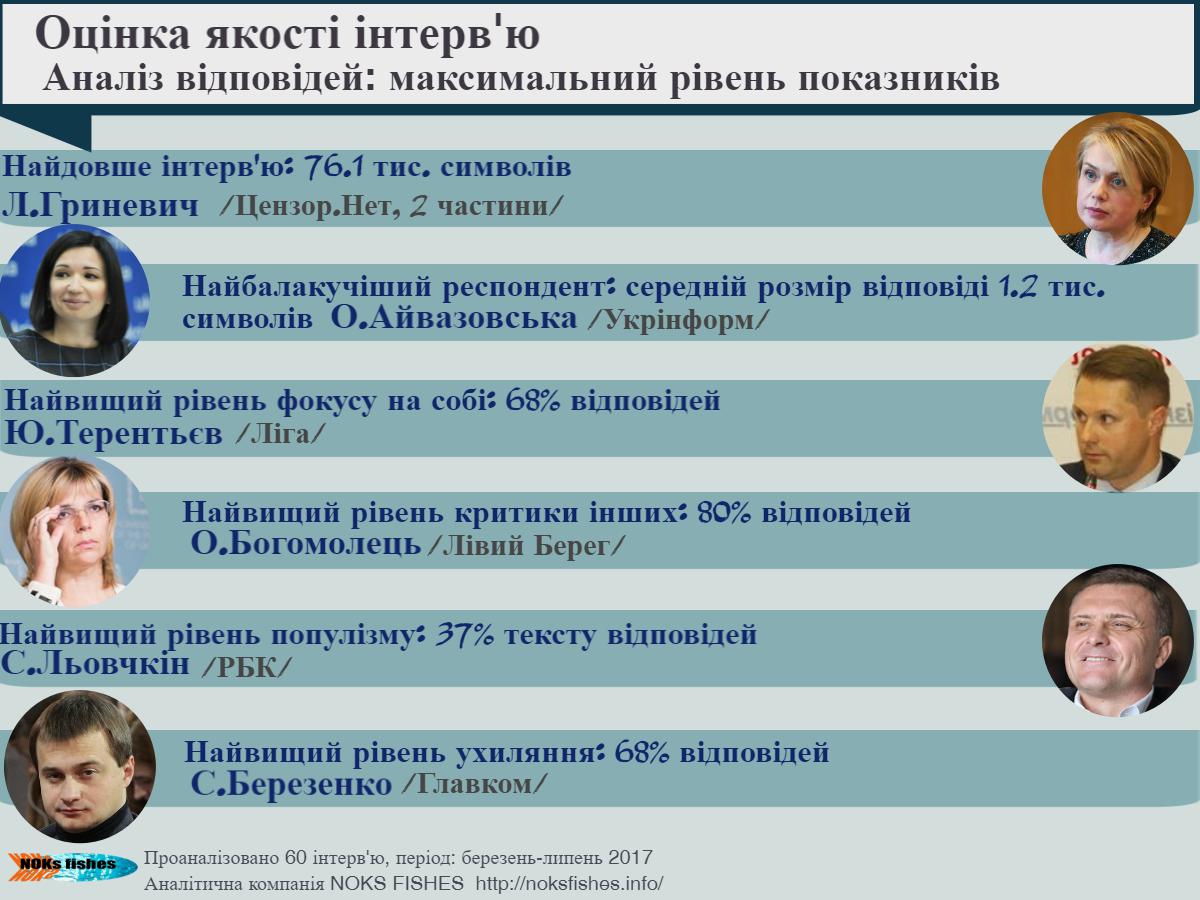 Оцінка якості інтерв'ю
Аналіз відповідей: максимальний рівень показників
Найдовше інтерв'ю: 76.1 тис. символів
Л.Гриневич /Цензор.Нет, 2 частини/
Найбалакучіший респондент: середній розмір відповіді 1.2 тис.
символів О.Айвазовська /Укрінформ/
Найвищий рівень фокусу на собі: 68% відповідей
Ю.Терентьєв /Ліга/
Найвищий рівень критики інших: 80% відповідей
О.Богомолець /Лівий Берег/
Найвищий рівень популізму: 37% тексту відповідей
С.Льовчкін /РБК/
Найвищий рівень ухиляння: 68% відповідей
С.Березенко /Главком/
NOKs fishes
Проаналізовано 60 інтерв'ю, період: березень-липень 2017
Аналітична компанія NOKS FISHES http://noksfishes.info/